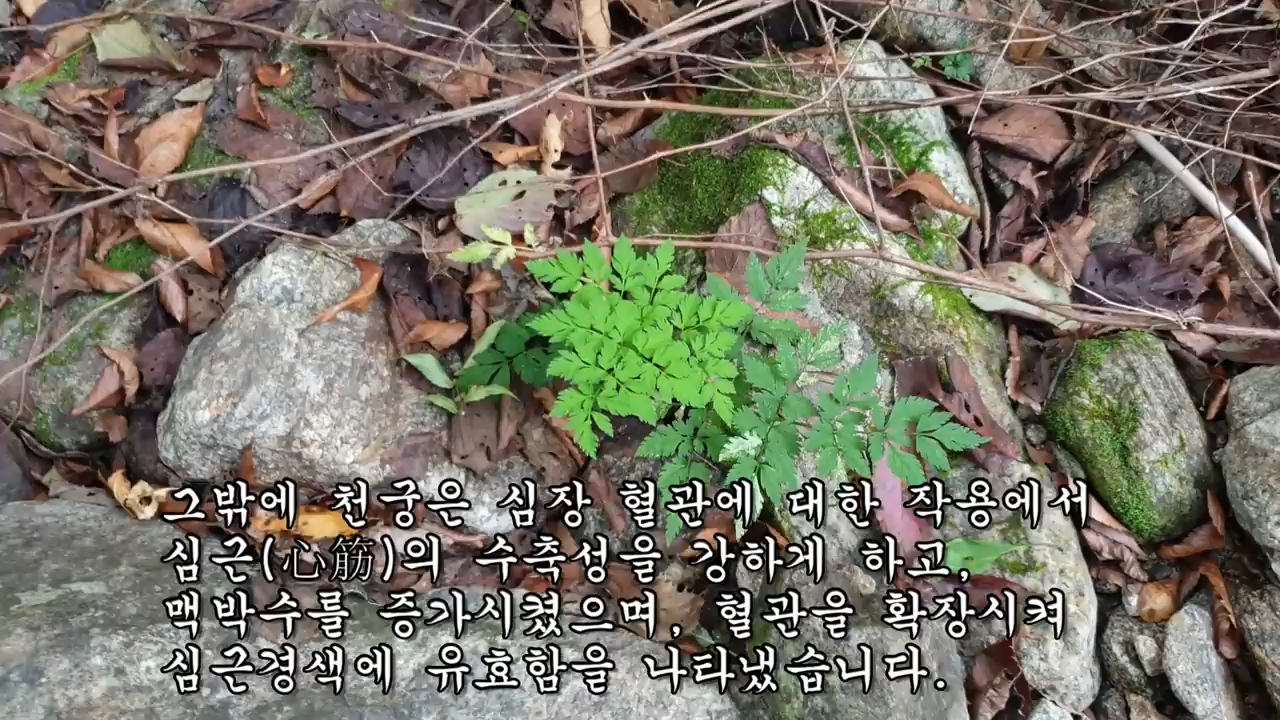 그밖에 천궁은 심장 혈관에 대한 작용에서
심근(心筋)의 수축성을 강하게 하고,
맥박수를 증가시켰으며, 혈관을 확장시켜
심근경색에 유효함을 나타냈습니다.